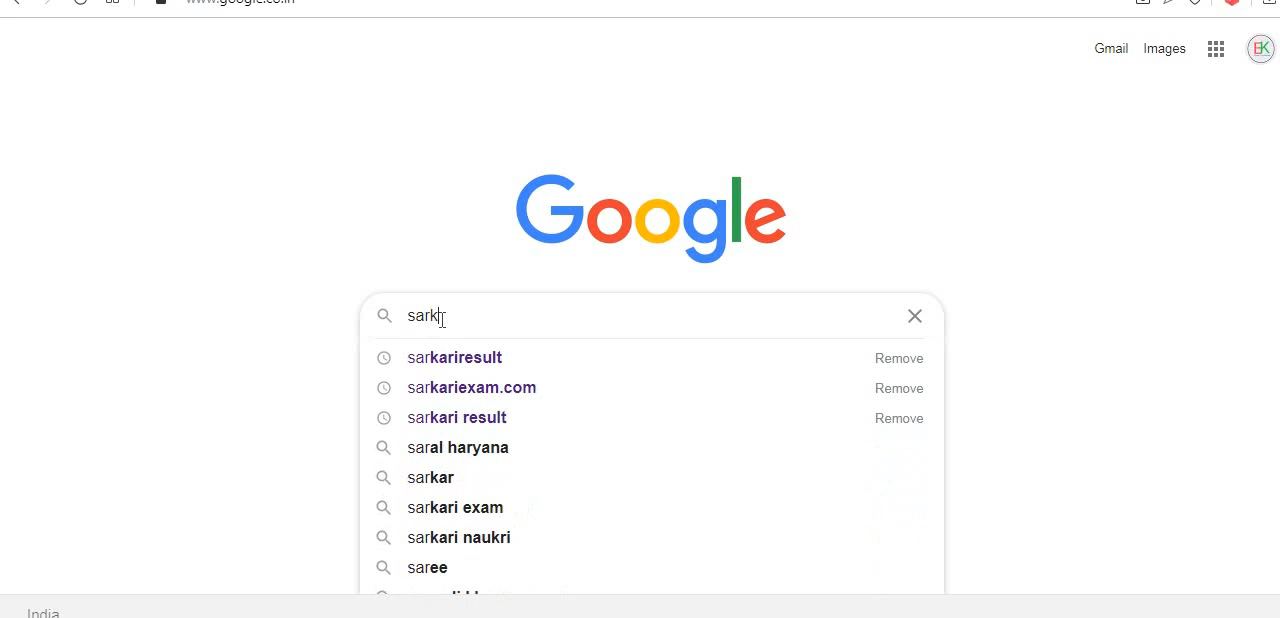 www.google.co.in
Gmail Images
EK
Google
sark
sarkariresult Remove
sarkariexam.com Remove
sarkari result Remove
saral haryana
sarkar
sarkari exam
sarkari naukri
saree
India